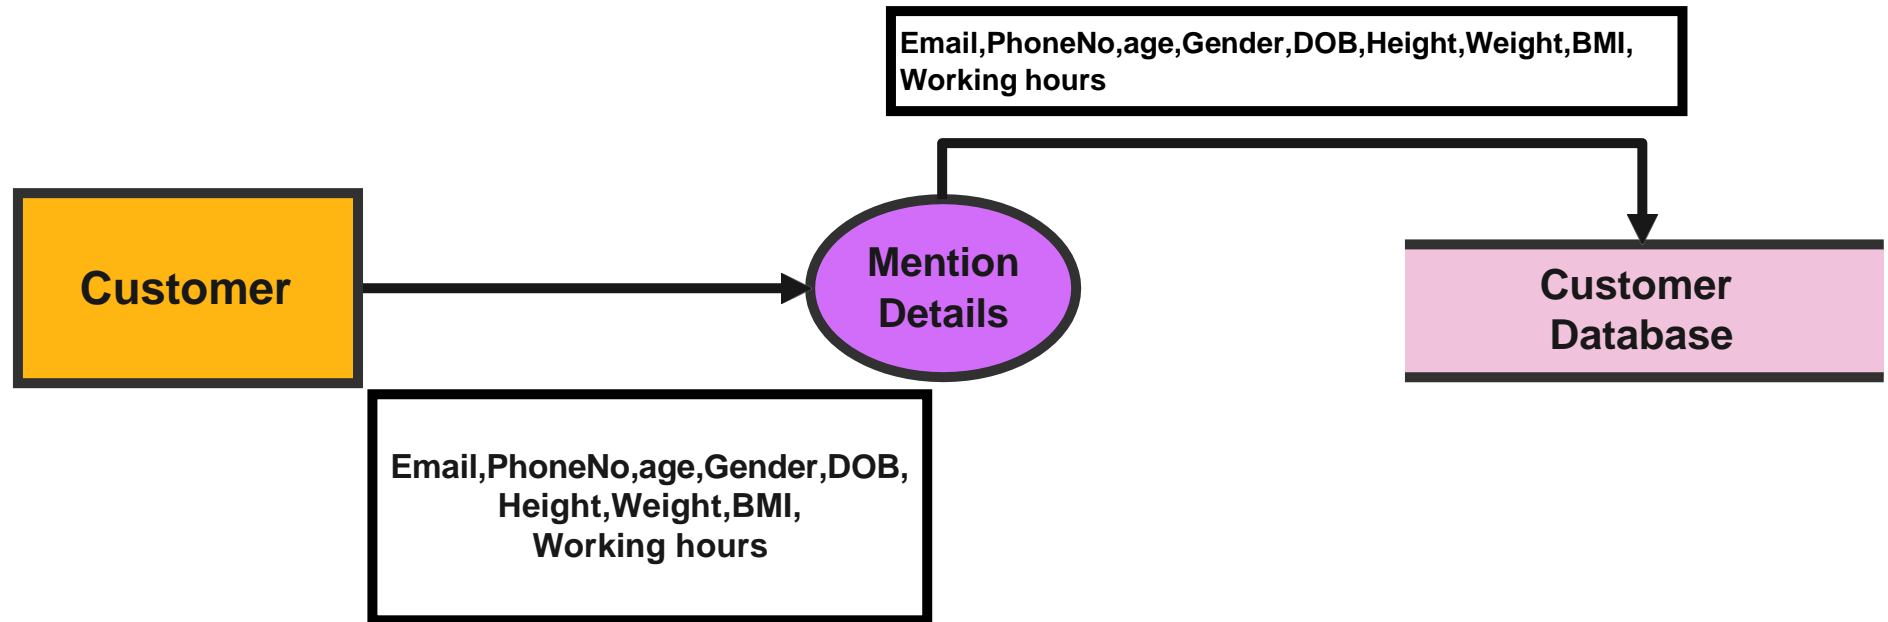 Email,PhoneNo,age,Gender,DOB,Height,Weight,BMI,
Working hours
Customer
Mention
Details
Customer
Database
Email,PhoneNo,age,Gender,DOB,
Height,Weight,BMI,
Working hours